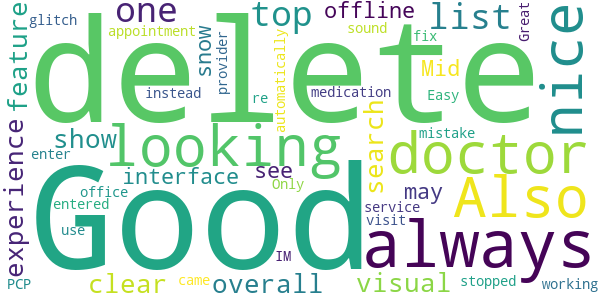 glitch
one
top
offline
list
Great
nice
feature
appointment
snow
provider
delete
sound
fix
automatically
Mid
instead
medication
re
Easy
experience
show
looking
search
mistake
doctor
enter
interface
see
Only
Also
office
entered
use
Good
may
service
visit
always
IM
PCP
clear
came
overall
visual
stopped
working